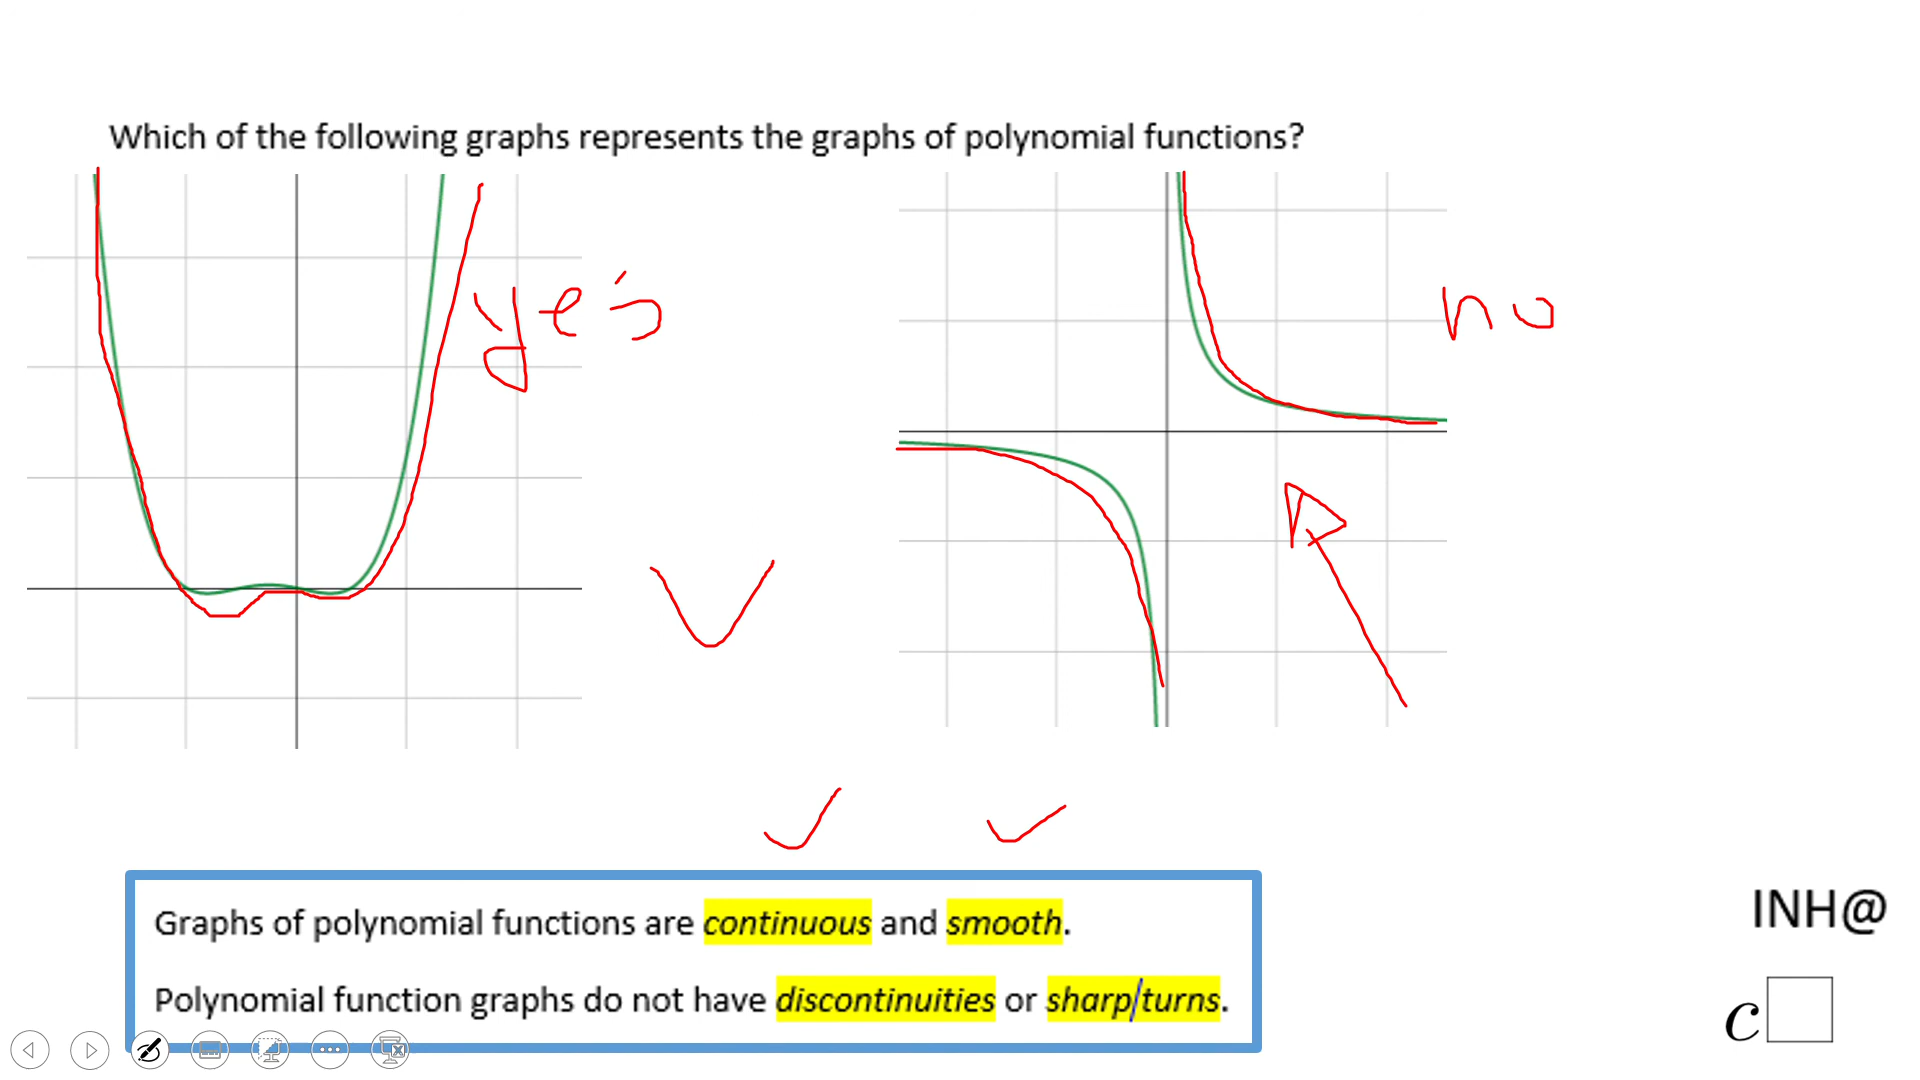 Which of the following graphs represents the graphs of polynomial functions?
yes
no
Graphs of polynomial functions are continuous and smooth.
Polynomial function graphs do not have discontinuities or sharp/turns.
INH@
c